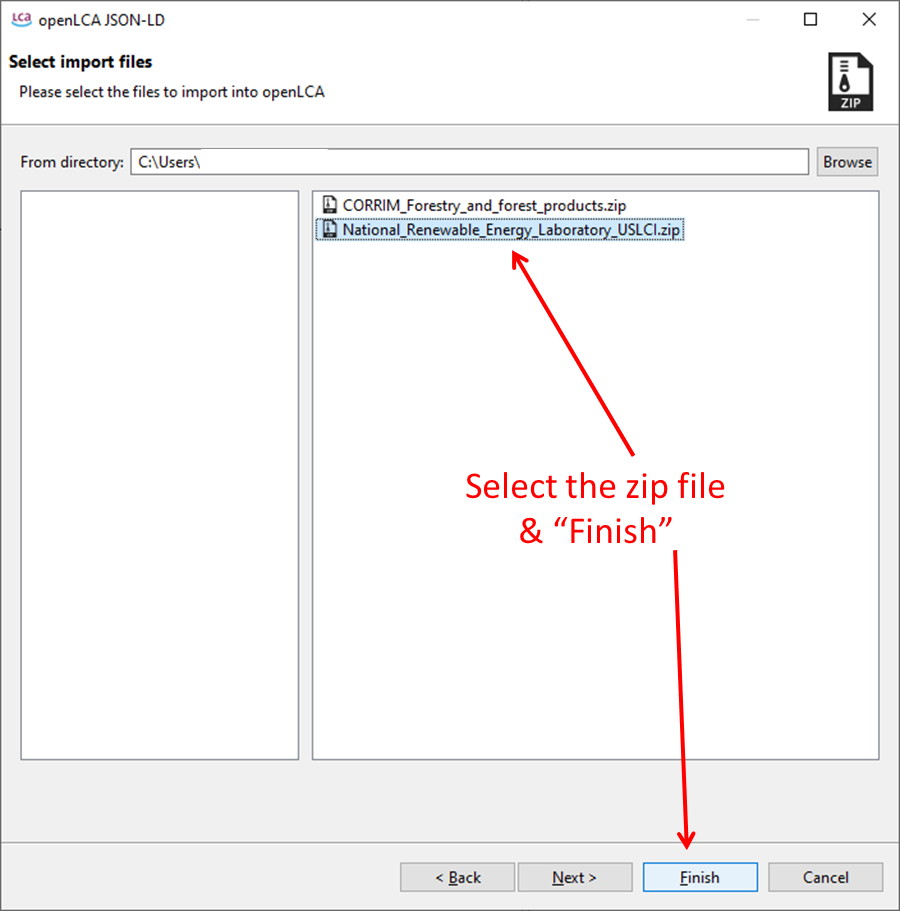 LCA openLCA JSON-LD
Select import files
Please select the files to import into openLCA
ZIP
From directory: C:\Users\ Browse
CORRIM_Forestry_and_forest_products.zip
National_Renewable_Energy_Laboratory_USLCI.zip
Select the zip file
& “Finish”
< Back Next > Finish Cancel